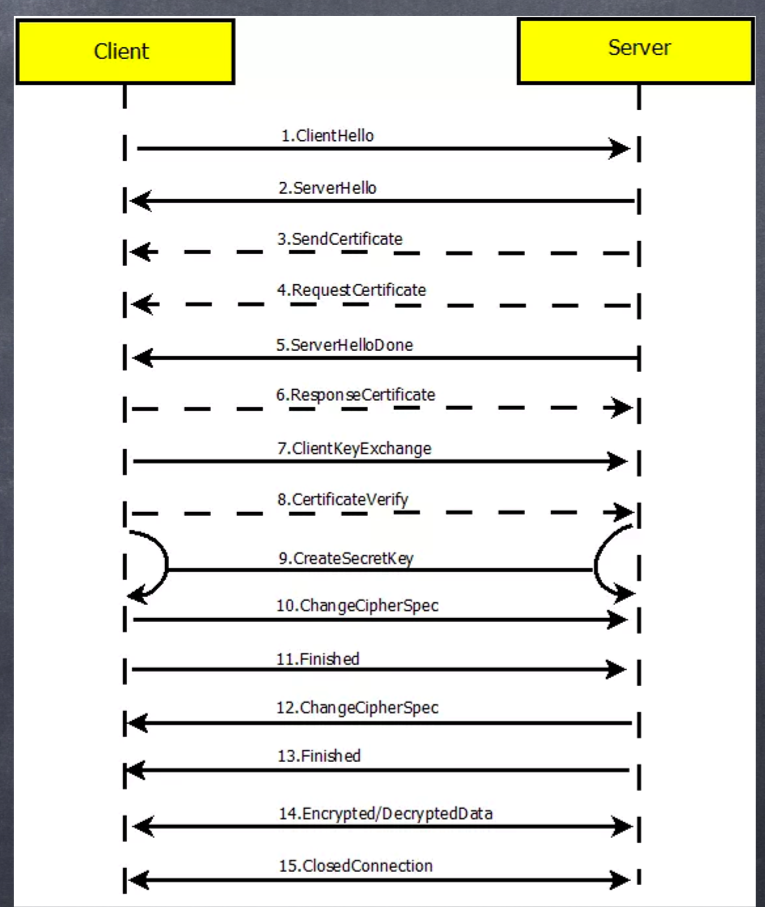 Client
Server
1.ClientHello
2.ServerHello
3.SendCertificate
4.RequestCertificate
5.ServerHelloDone
6.ResponseCertificate
7.ClientKeyExchange
8.CertificateVerify
9.CreateSecretKey
10.ChangeCipherSpec
11.Finished
12.ChangeCipherSpec
13.Finished
14.Encrypted/DecryptedData
15.ClosedConnection